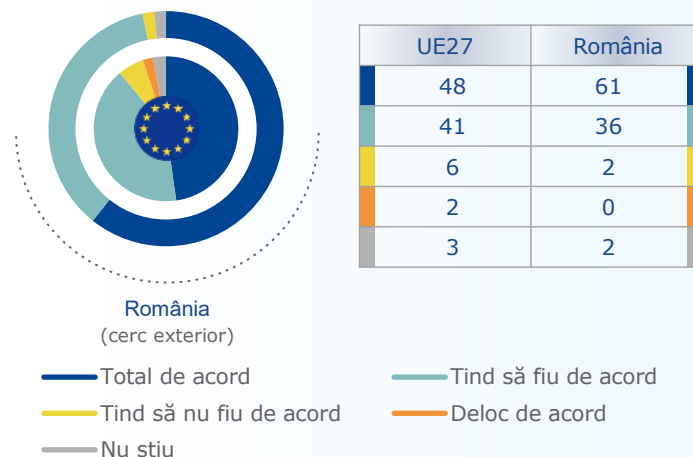 UE27 România
48 61
41 36
6 2
2 0
3 2
România
(cerc exterior)
Total de acord Tind să fiu de acord
Tind să nu fiu de acord Deloc de acord
Nu știu